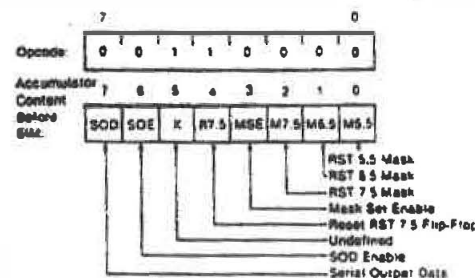 7 0
Opcode: 0 0 1 1 0 0 0 0
Accumulator
Content
Before
SIM:
7 6 5 4 3 2 1 0
SOD SOE X R7.5 MSE M7.5 M6.5 M5.5
RST 5.5 Mask
RST 6.5 Mask
RST 7.5 Mask
Mask Set Enable
Reset RST 7.5 Flip-Flop
Undefined
SOD Enable
Serial Output Data